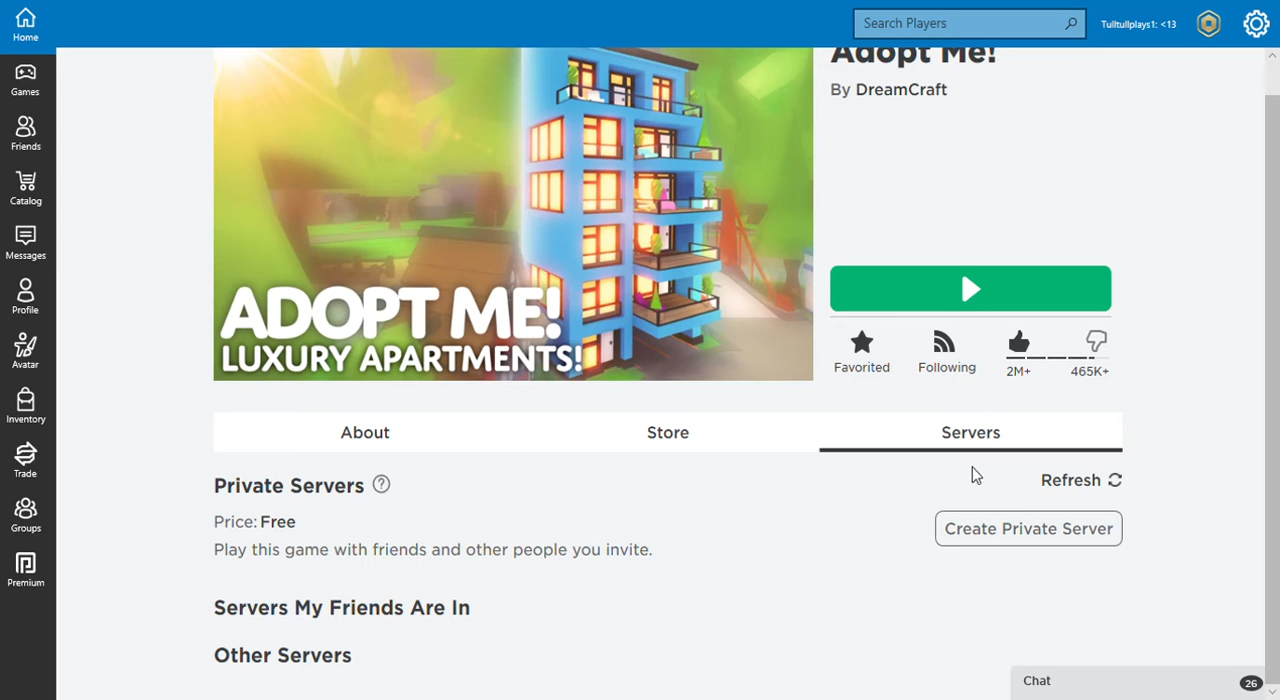 Home
Search Players
Tulltullplays1: <13
Games
Friends
Catalog
Messages
Profile
Avatar
Inventory
Trade
Groups
Premium
ADOPT ME!
LUXURY APARTMENTS!
Adopt Me!
By DreamCraft
Favorited
Following
2M+
465K+
About
Store
Servers
Private Servers ?
Refresh
Price: Free
Create Private Server
Play this game with friends and other people you invite.
Servers My Friends Are In
Other Servers
Chat
26